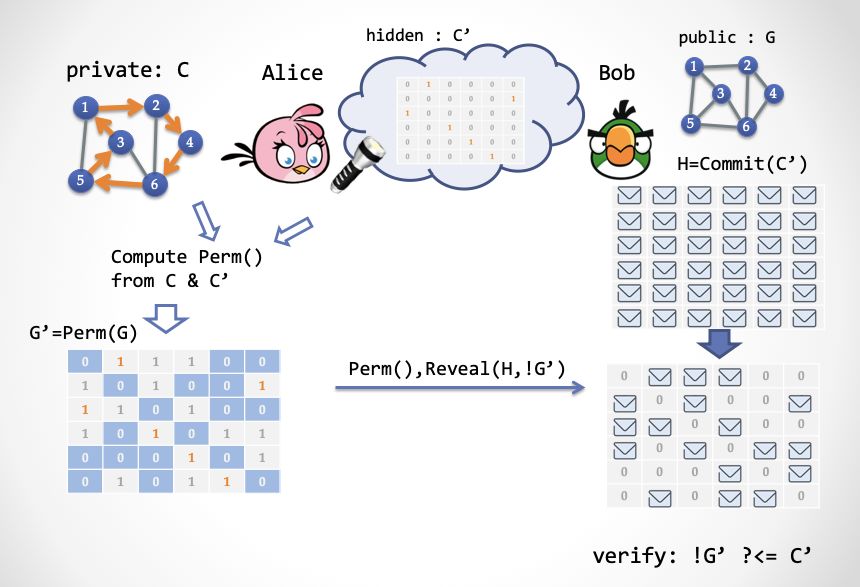 hidden : C’
public : G
private: C
Alice
Bob
1 2
3 4
5 6
0 1 0 0 0 0
0 0 0 0 0 1
1 0 0 0 0 0
0 0 1 0 0 0
0 0 0 1 0 0
0 0 0 0 1 0
1 2
3 4
5 6
H=Commit(C’)
Compute Perm()
from C & C’
G’=Perm(G)
0 1 1 1 0 0
1 0 1 0 0 1
1 1 0 1 0 0
1 0 1 0 1 1
0 0 0 1 0 1
0 1 0 1 1 0
Perm(),Reveal(H,!G’)
0 0 0
0 0 0
0 0 0
0 0
0 0 0 0
0 0 0
verify: !G’ ?<= C’